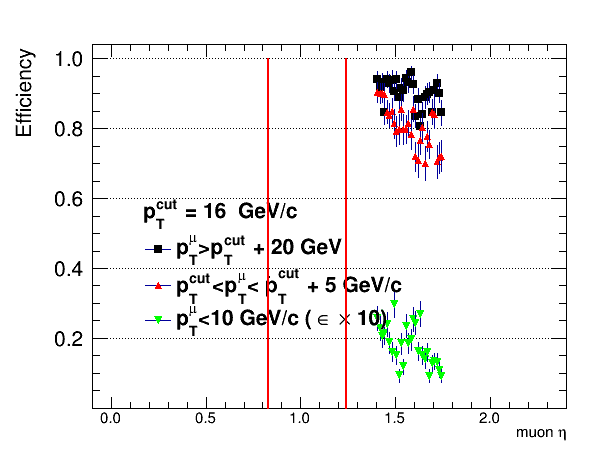 Efficiency
1.0
0.8
0.6
0.4
0.2
p_T^cut = 16 GeV/c
p_T^μ>p_T^cut + 20 GeV
p_T^cut<p_T^μ< p_T^cut + 5 GeV/c
p_T^μ<10 GeV/c ( ∈ × 10)
0.0 0.5 1.0 1.5 2.0
muon η